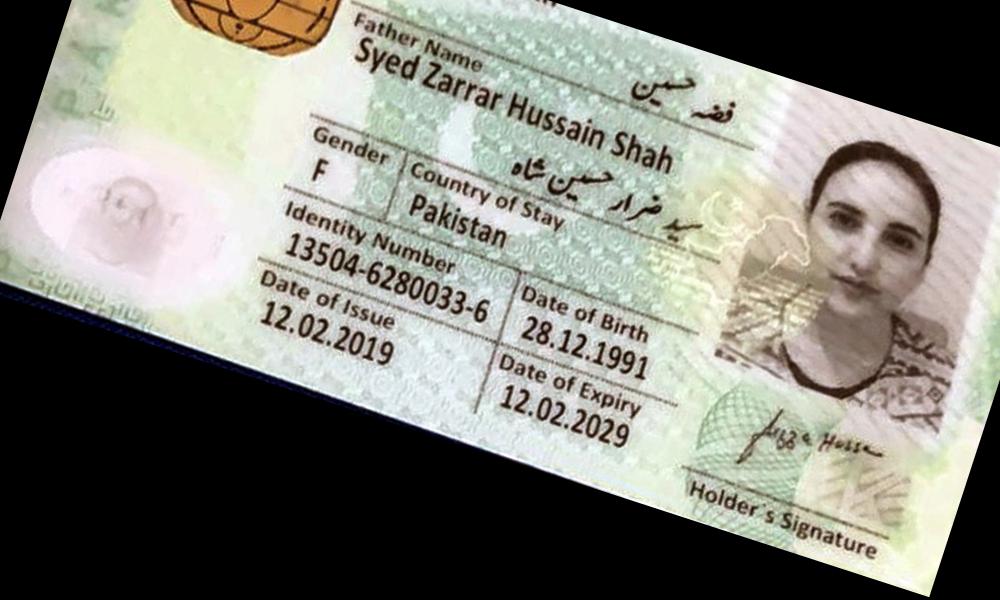 فضہ حسین
Father Name
Syed Zarrar Hussain Shah
سید ضرار حسین شاہ
Gender
F
Country of Stay
Pakistan
Identity Number
13504-6280033-6
Date of Birth
28.12.1991
Date of Issue
12.02.2019
Date of Expiry
12.02.2029
Holder's Signature